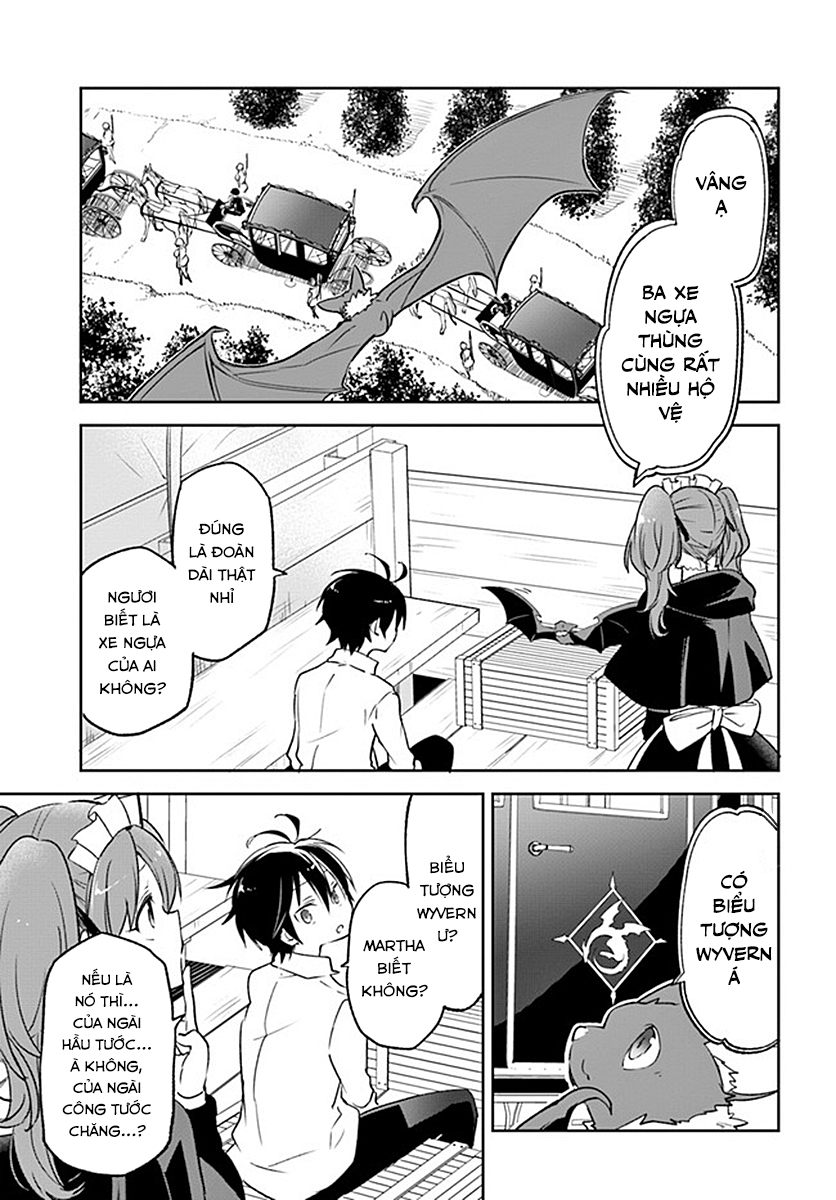 VÂNG
Ạ
BA XE
NGỰA
THÙNG
CÙNG RẤT
NHIỀU HỘ
VỆ
ĐÚNG
LÀ ĐOÀN
DÀI THẬT
NHỈ
NGƯƠI
BIẾT LÀ
XE NGỰA
CỦA AI
KHÔNG?
CÓ
BIỂU
TƯỢNG
WYVERN
Á
BIỂU
TƯỢNG
WYVERN
Ư?
MARTHA
BIẾT
KHÔNG?
NẾU LÀ
NÓ THÌ...
CỦA NGÀI
HẦU TƯỚC...
À KHÔNG,
CỦA NGÀI
CÔNG TƯỚC
CHĂNG...?